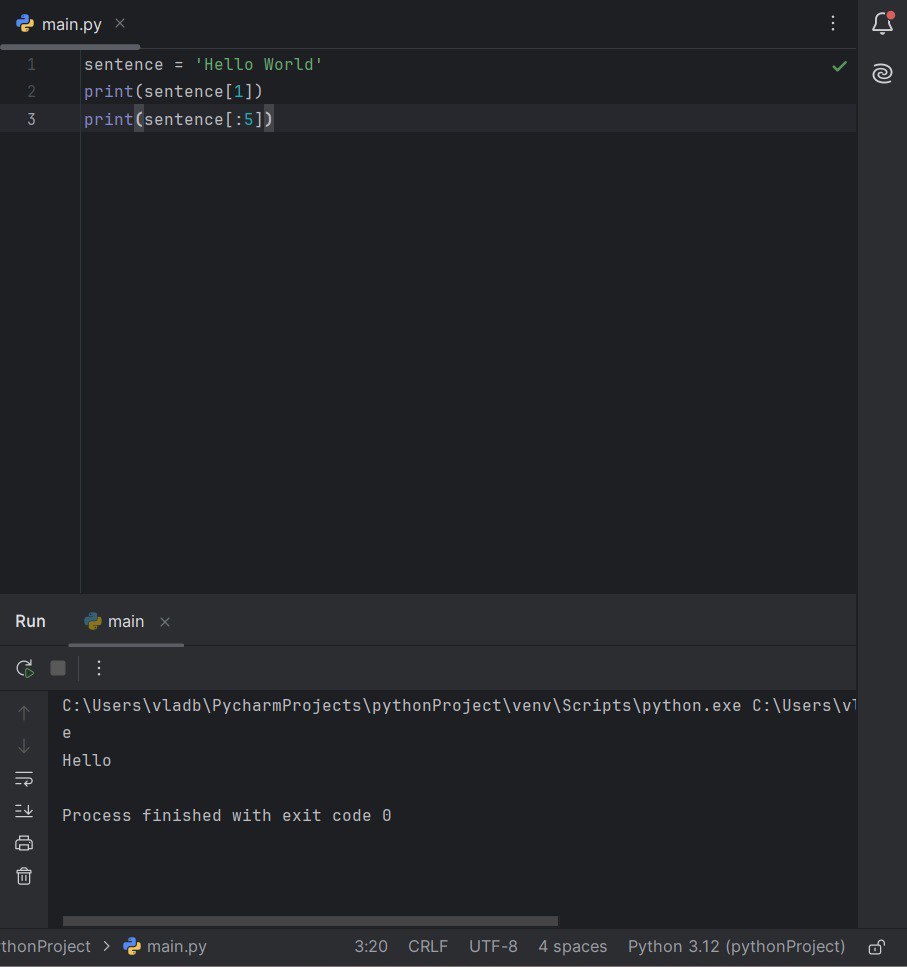 main.py
1 sentence = 'Hello World'
2 print(sentence[1])
3 print(sentence[:5])
Run main
C:\Users\vladb\PycharmProjects\pythonProject\venv\Scripts\python.exe C:\Users\vl
e
Hello
Process finished with exit code 0
thonProject > main.py 3:20 CRLF UTF-8 4 spaces Python 3.12 (pythonProject)